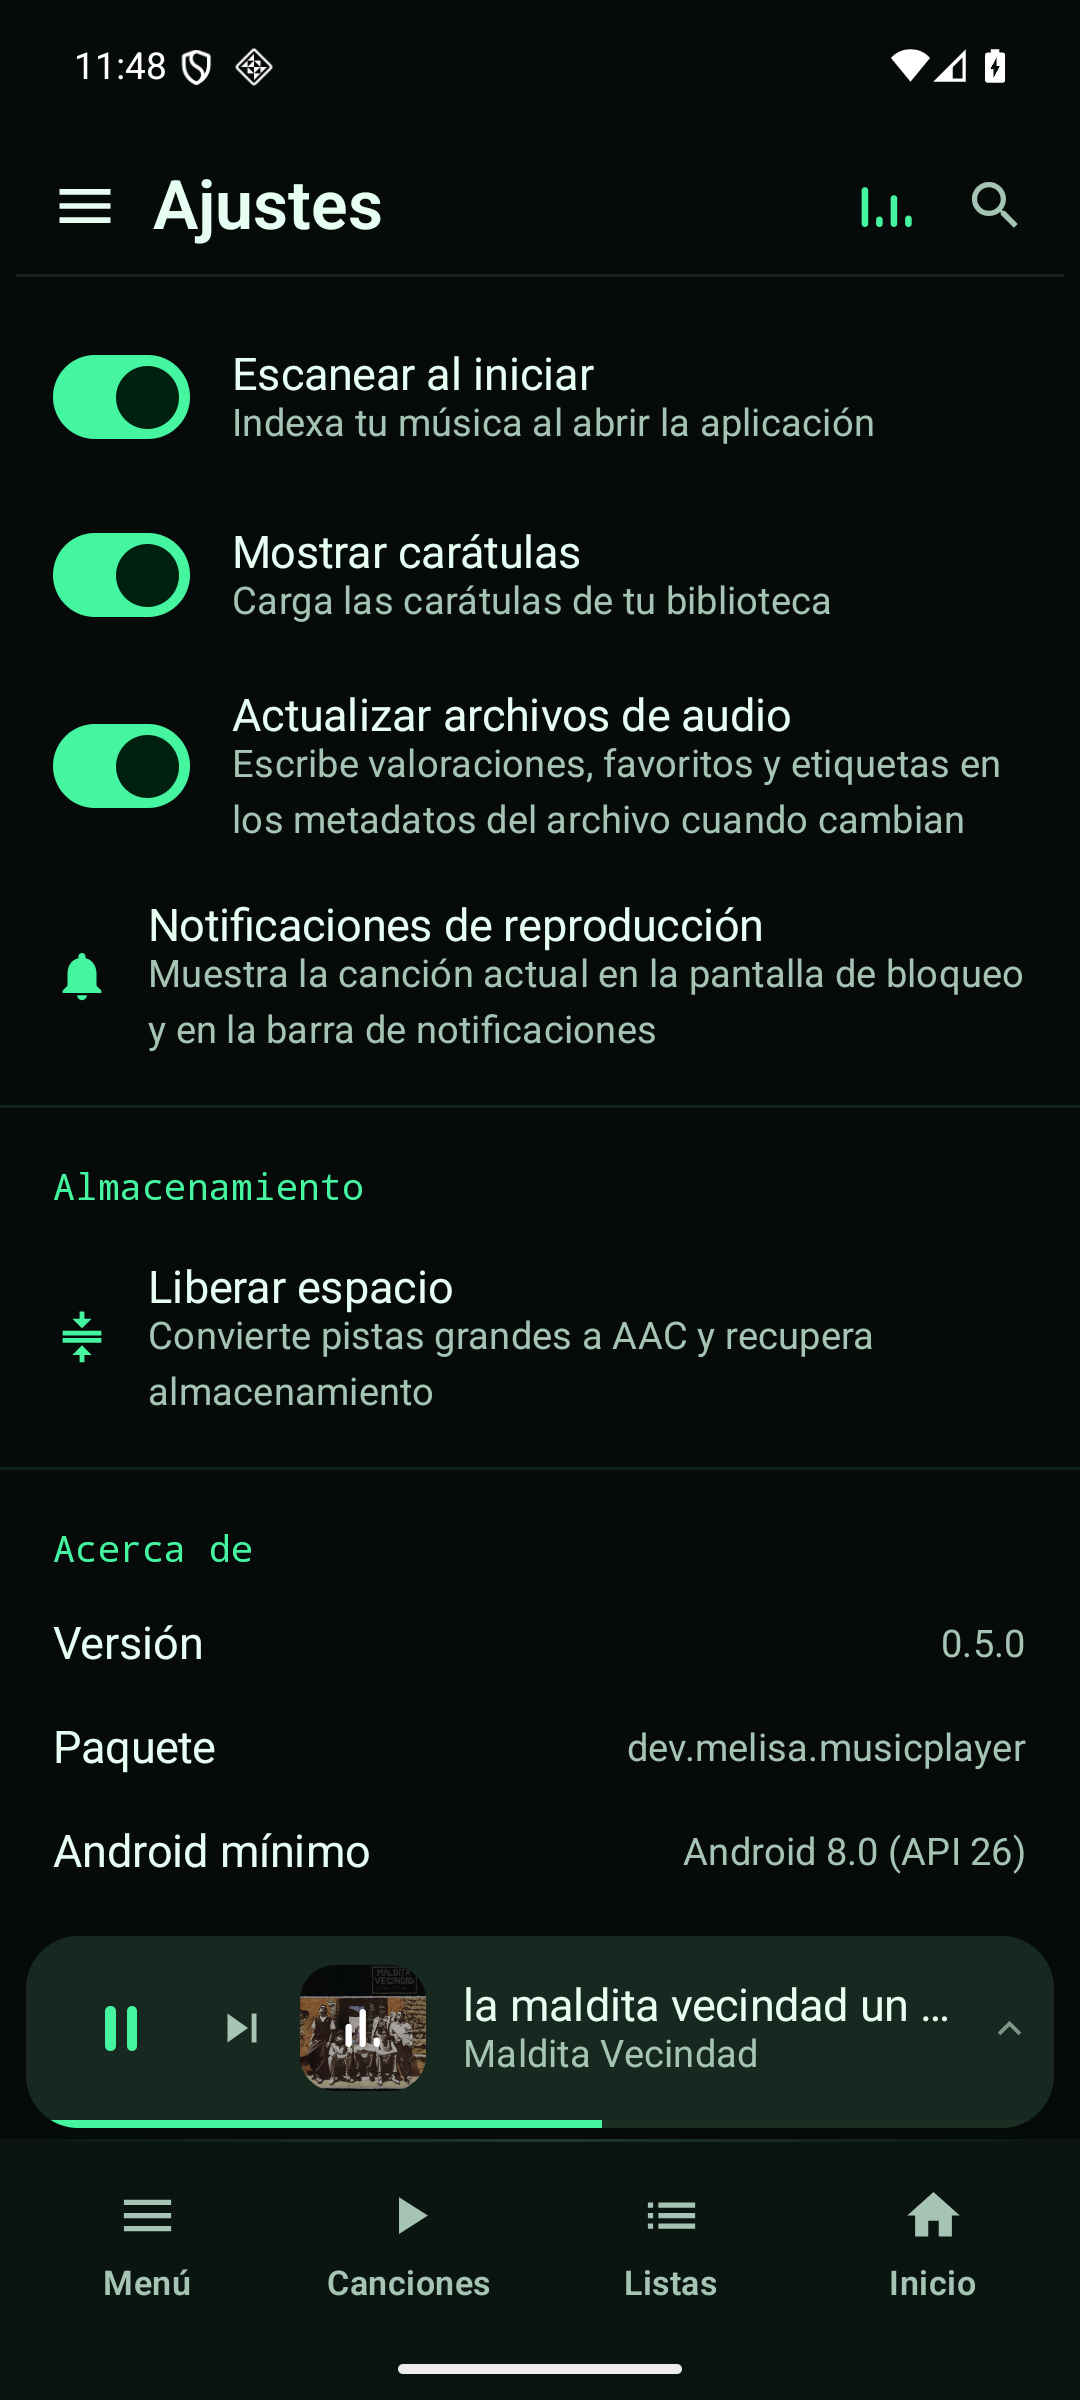 11:48
Ajustes
Escanear al iniciar
Indexa tu música al abrir la aplicación
Mostrar carátulas
Carga las carátulas de tu biblioteca
Actualizar archivos de audio
Escribe valoraciones, favoritos y etiquetas en
los metadatos del archivo cuando cambian
Notificaciones de reproducción
Muestra la canción actual en la pantalla de bloqueo
y en la barra de notificaciones
Almacenamiento
Liberar espacio
Convierte pistas grandes a AAC y recupera
almacenamiento
Acerca de
Versión 0.5.0
Paquete dev.melisa.musicplayer
Android mínimo Android 8.0 (API 26)
MALDITA
VECINDAD
la maldita vecindad un …
Maldita Vecindad
Menú Canciones Listas Inicio